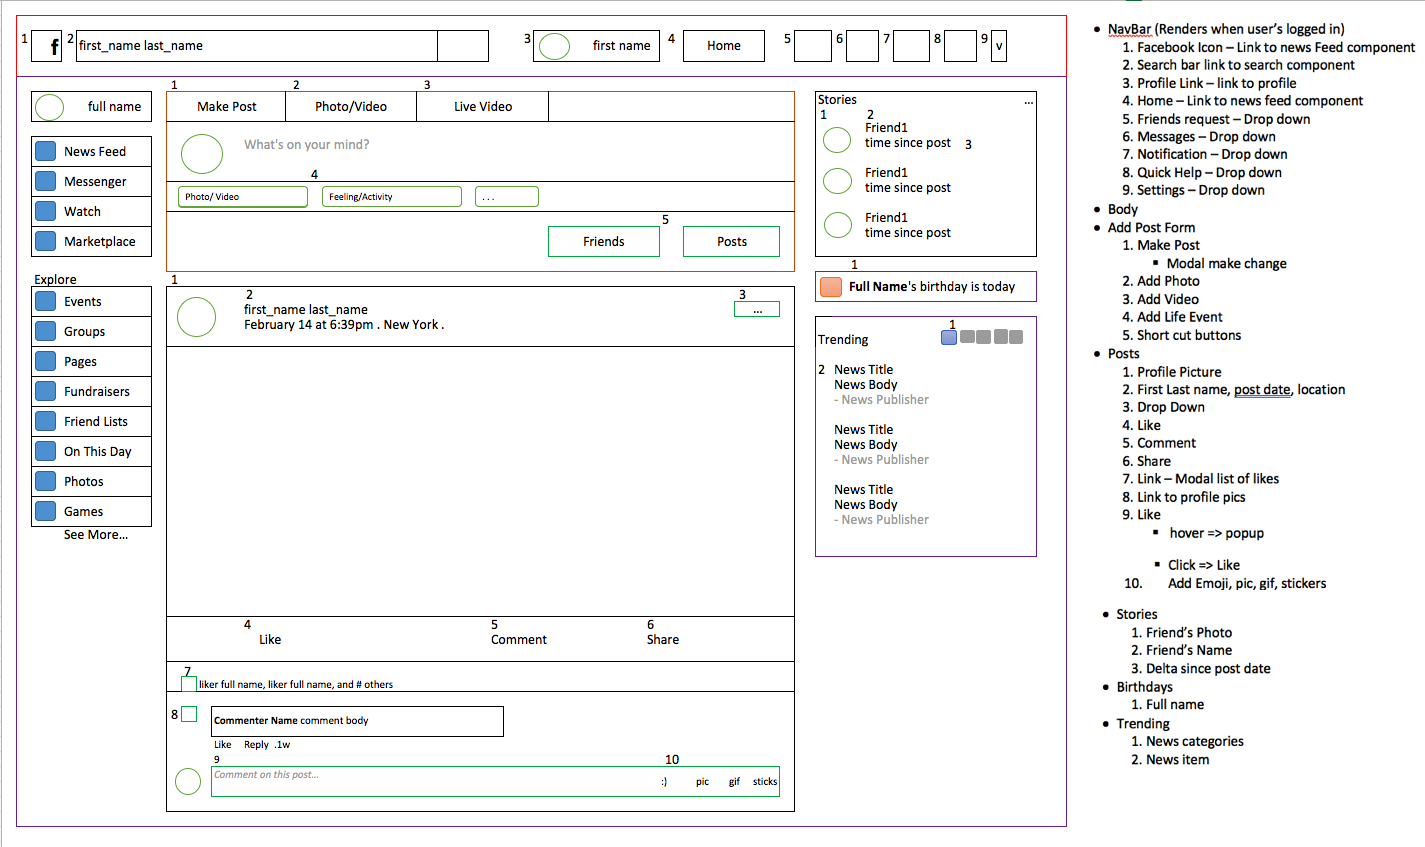 1 f 2 first_name last_name 3 first name 4 Home 5 6 7 8 9 v
full name
News Feed
Messenger
Watch
Marketplace
Explore
Events
Groups
Pages
Fundraisers
Friend Lists
On This Day
Photos
Games
See More...
1 2 3
Make Post Photo/Video Live Video
What's on your mind?
4
Photo/ Video Feeling/Activity ...
5
Friends Posts
1
2 3
first_name last_name
...
February 14 at 6:39pm . New York .
4 5 6
Like Comment Share
7
liker full name, liker full name, and # others
8
Commenter Name comment body
Like Reply .1w
9 10
Comment on this post... :) pic gif sticks
Stories ...
1 2
Friend1
time since post 3
Friend1
time since post
Friend1
time since post
1
Full Name's birthday is today
1
Trending
2 News Title
News Body
- News Publisher
News Title
News Body
- News Publisher
News Title
News Body
- News Publisher
• NavBar (Renders when user's logged in)
1. Facebook Icon – Link to news Feed component
2. Search bar link to search component
3. Profile Link – link to profile
4. Home – Link to news feed component
5. Friends request – Drop down
6. Messages – Drop down
7. Notification – Drop down
8. Quick Help – Drop down
9. Settings – Drop down
• Body
• Add Post Form
1. Make Post
▪ Modal make change
2. Add Photo
3. Add Video
4. Add Life Event
5. Short cut buttons
• Posts
1. Profile Picture
2. First Last name, post date, location
3. Drop Down
4. Like
5. Comment
6. Share
7. Link – Modal list of likes
8. Link to profile pics
9. Like
▪ hover => popup
▪ Click => Like
10. Add Emoji, pic, gif, stickers
• Stories
1. Friend's Photo
2. Friend's Name
3. Delta since post date
• Birthdays
1. Full name
• Trending
1. News categories
2. News item